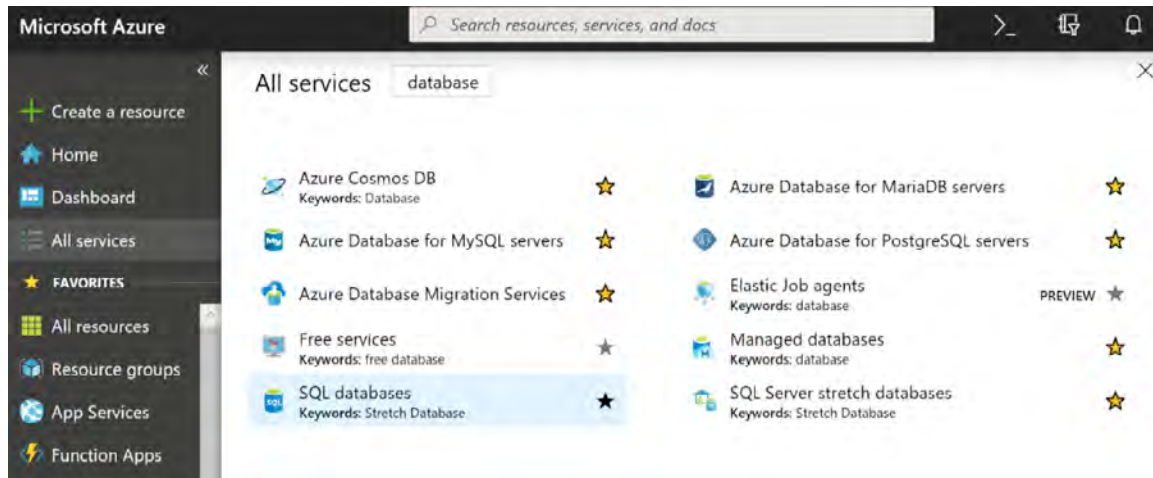 Microsoft Azure
Search resources, services, and docs
«
Create a resource
Home
Dashboard
All services
FAVORITES
All resources
Resource groups
App Services
Function Apps
All services
database
Azure Cosmos DB
Keywords: Database
Azure Database for MariaDB servers
Azure Database for MySQL servers
Azure Database for PostgreSQL servers
Azure Database Migration Services
Elastic Job agents
Keywords: database
PREVIEW
Free services
Keywords: free database
Managed databases
Keywords: database
SQL databases
Keywords: Stretch Database
SQL Server stretch databases
Keywords: Stretch Database